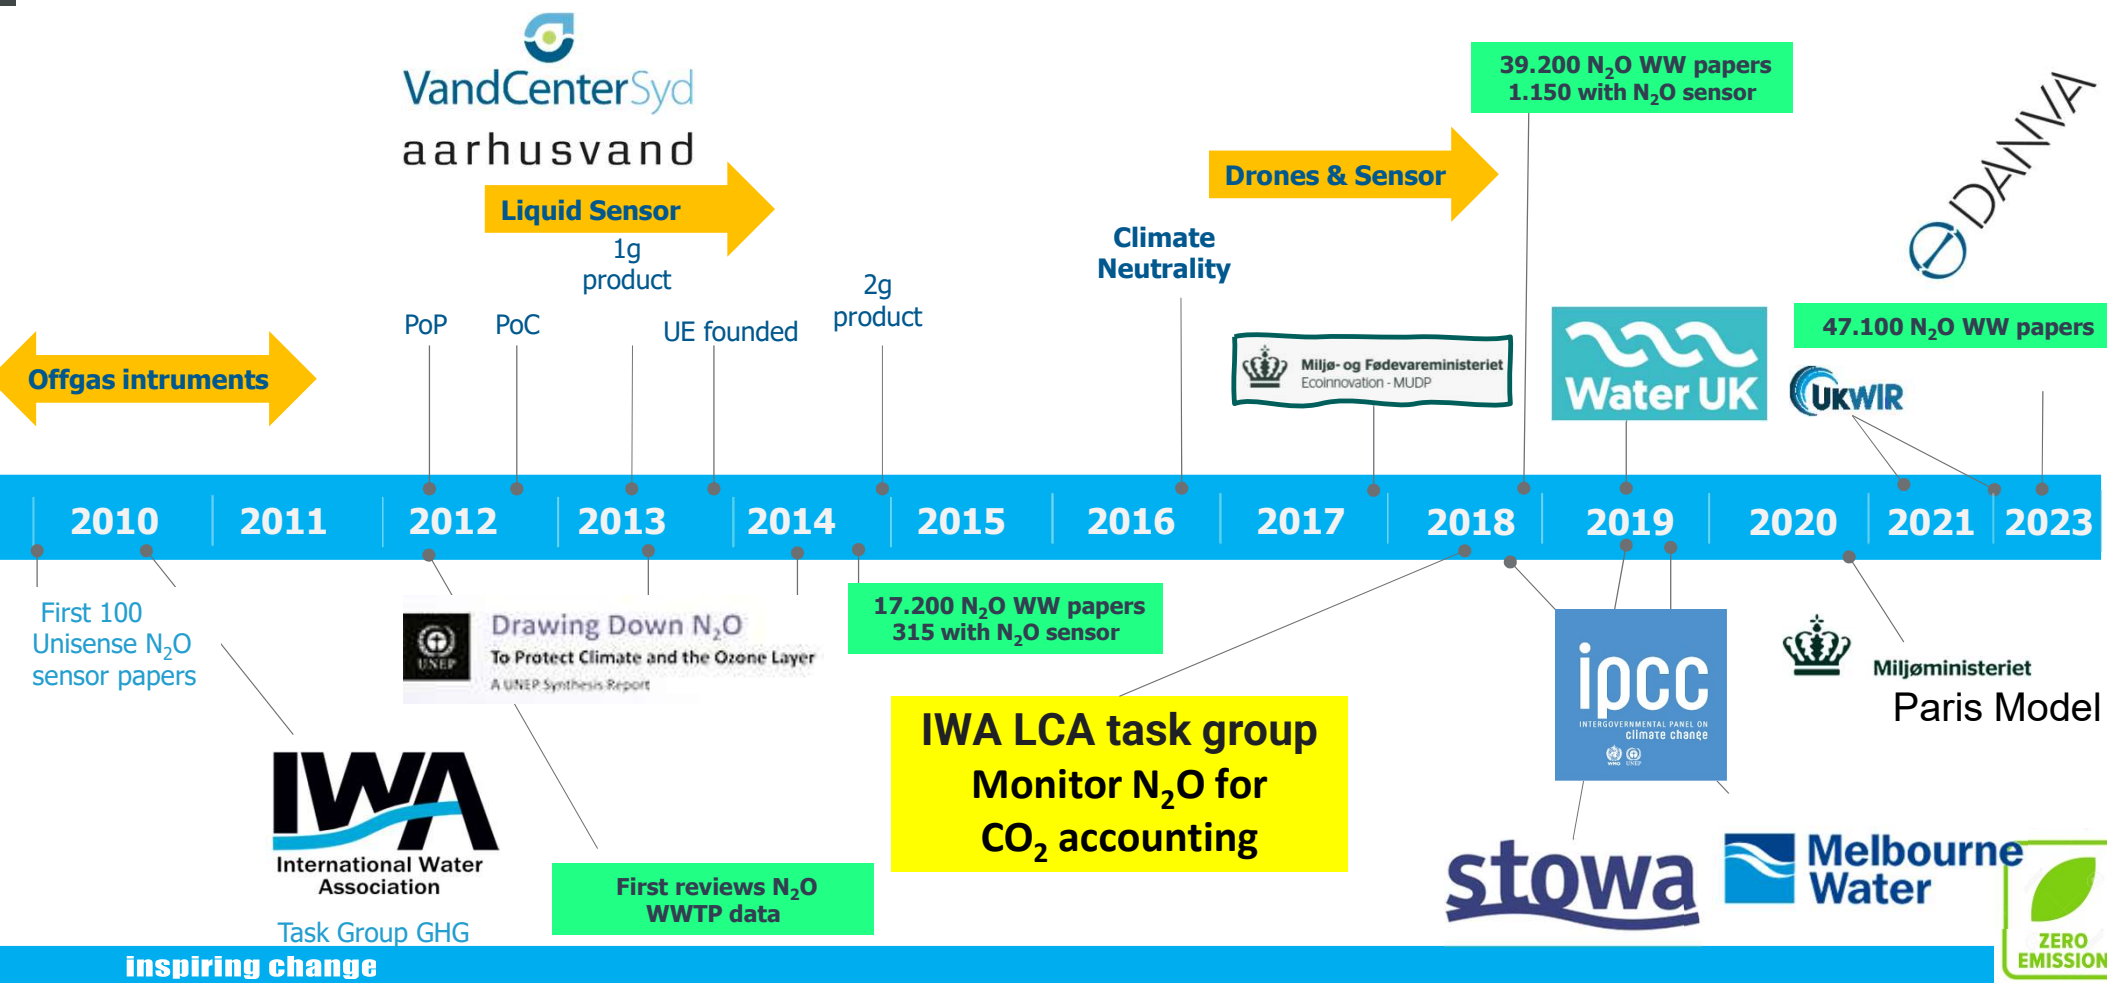 VandCenterSyd
aarhusvand
Liquid Sensor
1g
product
PoP
PoC
UE founded
2g
product
Offgas intruments
Climate
Neutrality
Drones & Sensor
39.200 N₂O WW papers
1.150 with N₂O sensor
Miljø- og Fødevareministeriet
Ecoinnovation - MUDP
Water UK
DANVA
47.100 N₂O WW papers
UKWIR
2010
2011
2012
2013
2014
2015
2016
2017
2018
2019
2020
2021
2023
First 100
Unisense N₂O
sensor papers
IWA
International Water
Association
Task Group GHG
UNEP
Drawing Down N₂O
To Protect Climate and the Ozone Layer
A UNEP Synthesis Report
First reviews N₂O
WWTP data
17.200 N₂O WW papers
315 with N₂O sensor
IWA LCA task group
Monitor N₂O for
CO₂ accounting
ipcc
INTERGOVERNMENTAL PANEL ON
climate change
WMO UNEP
stowa
Melbourne
Water
Miljøministeriet
Paris Model
ZERO
EMISSION
inspiring change